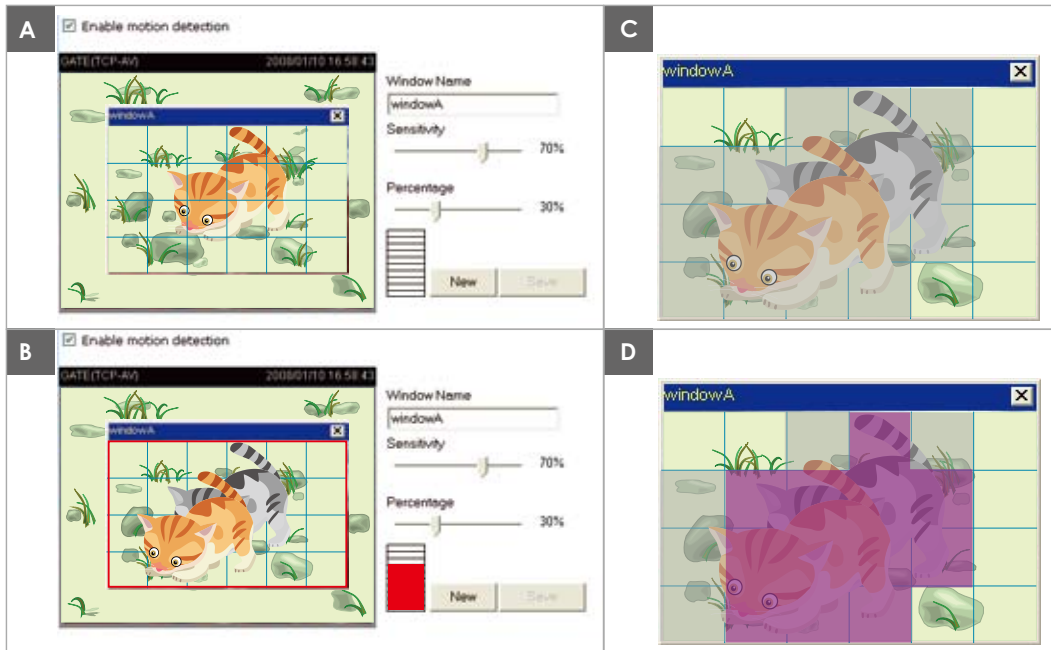 A
Enable motion detection
GATE(TCP-AV) 2008/01/10 16:58:43
windowA
Window Name
windowA
Sensitivity
70%
Percentage
30%
New Save
B
Enable motion detection
GATE(TCP-AV) 2008/01/10 16:58:43
windowA
Window Name
windowA
Sensitivity
70%
Percentage
30%
New Save
C
windowA
D
windowA